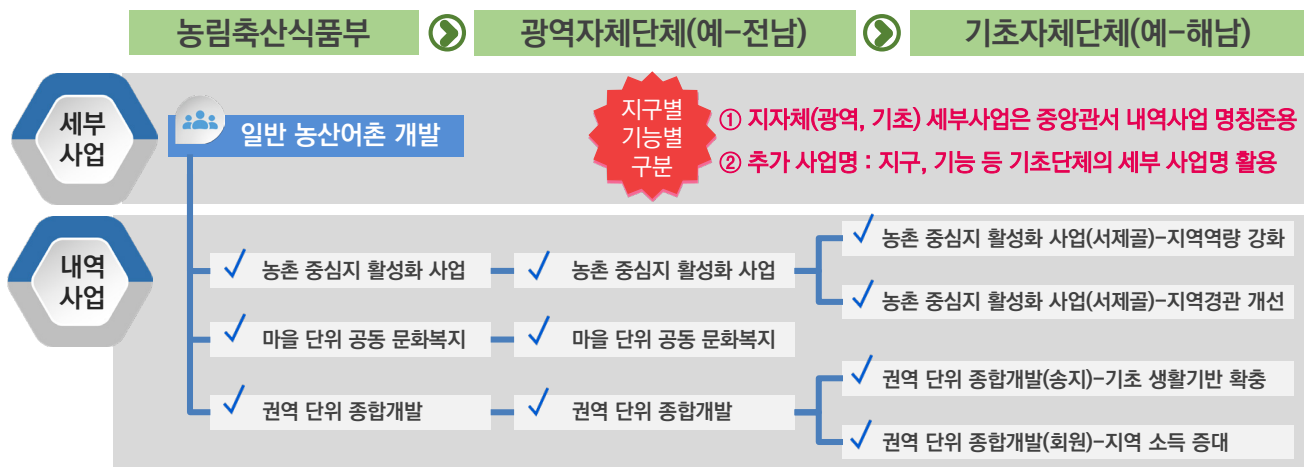 농림축산식품부
광역자체단체(예-전남)
기초자체단체(예-해남)
세부
사업
일반 농산어촌 개발
지구별
기능별
구분
① 지자체(광역, 기초) 세부사업은 중앙관서 내역사업 명칭준용
② 추가 사업명 : 지구, 기능 등 기초단체의 세부 사업명 활용
내역
사업
농촌 중심지 활성화 사업
농촌 중심지 활성화 사업
농촌 중심지 활성화 사업(서제골)-지역역량 강화
농촌 중심지 활성화 사업(서제골)-지역경관 개선
마을 단위 공동 문화복지
마을 단위 공동 문화복지
권역 단위 종합개발
권역 단위 종합개발
권역 단위 종합개발(송지)-기초 생활기반 확충
권역 단위 종합개발(회원)-지역 소득 증대